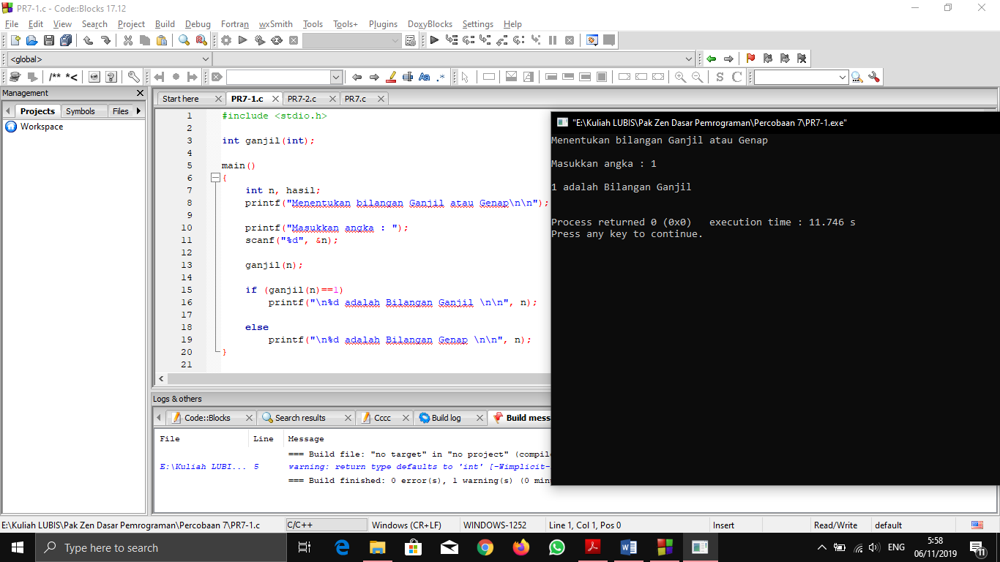 PR7-1.c - Code::Blocks 17.12
File Edit View Search Project Build Debug Fortran wxSmith Tools Tools+ Plugins DoxyBlocks Settings Help
<global>
/** *<
Aa .*
S C
Management
Projects Symbols Files
Workspace
Start here PR7-1.c PR7-2.c PR7.c
1 #include <stdio.h>
2
3 int ganjil(int);
4
5 main()
6 {
7 int n, hasil;
8 printf("Menentukan bilangan Ganjil atau Genap\n\n");
9
10 printf("Masukkan angka : ");
11 scanf("%d", &n);
12
13 ganjil(n);
14
15 if (ganjil(n)==1)
16 printf("\n%d adalah Bilangan Ganjil \n\n", n);
17
18 else
19 printf("\n%d adalah Bilangan Genap \n\n", n);
20 }
21
"E:\Kuliah LUBIS\Pak Zen Dasar Pemrograman\Percobaan 7\PR7-1.exe"
Menentukan bilangan Ganjil atau Genap
Masukkan angka : 1
1 adalah Bilangan Ganjil
Process returned 0 (0x0) execution time : 11.746 s
Press any key to continue.
Logs & others
Code::Blocks Search results Cccc Build log Build mess
File Line Message
=== Build file: "no target" in "no project" (compil
E:\Kuliah LUBI... 5 warning: return type defaults to 'int' [-Wimplicit-
=== Build finished: 0 error(s), 1 warning(s) (0 min
E:\Kuliah LUBIS\Pak Zen Dasar Pemrograman\Percobaan 7\PR7-1.c C/C++ Windows (CR+LF) WINDOWS-1252 Line 1, Col 1, Pos 0 Insert Read/Write default
Type here to search
ENG
5:58
06/11/2019
11